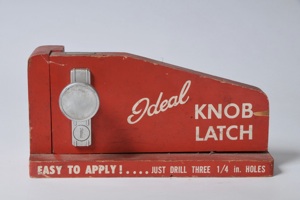 Ideal
KNOB
LATCH
EASY TO APPLY!....JUST DRILL THREE 1/4 in. HOLES